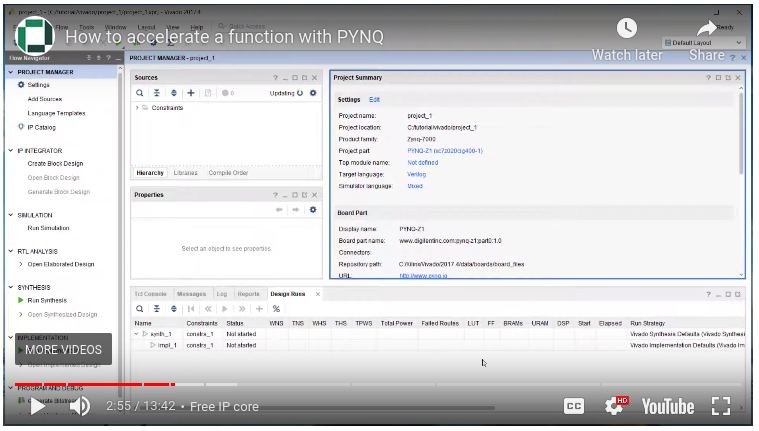 project_1 - [C:/tutorial/vivado/project_1/project_1.xpr] - Vivado 2017.4
Flow Tools Window Layout View Help Quick Access
Ready
How to accelerate a function with PYNQ
Watch later
Share
Default Layout
Flow Navigator
PROJECT MANAGER - project_1
PROJECT MANAGER
Settings
Add Sources
Language Templates
IP Catalog
IP INTEGRATOR
Create Block Design
Open Block Design
Generate Block Design
SIMULATION
Run Simulation
RTL ANALYSIS
Open Elaborated Design
SYNTHESIS
Run Synthesis
Open Synthesized Design
IMPLEMENTATION
MORE VIDEOS
Open Implemented Design
PROGRAM AND DEBUG
Generate Bitstream
Sources
0
Updating
Constraints
Hierarchy Libraries Compile Order
Properties
Select an object to see properties
Project Summary
Settings Edit
Project name: project_1
Project location: C:/tutorial/vivado/project_1
Product family: Zynq-7000
Project part: PYNQ-Z1 (xc7z020clg400-1)
Top module name: Not defined
Target language: Verilog
Simulator language: Mixed
Board Part
Display name: PYNQ-Z1
Board part name: www.digilentinc.com:pynq-z1:part0:1.0
Connectors:
Repository path: C:/Xilinx/Vivado/2017.4/data/boards/board_files
URL: http://www.pynq.io
Tcl Console Messages Log Reports Design Runs
Name Constraints Status WNS TNS WHS THS TPWS Total Power Failed Routes LUT FF BRAMs URAM DSP Start Elapsed Run Strategy
synth_1 constrs_1 Not started Vivado Synthesis Defaults (Vivado Synthesi
impl_1 constrs_1 Not started Vivado Implementation Defaults (Vivado Im
2:55 / 13:42 • Free IP core
CC
HD
YouTube